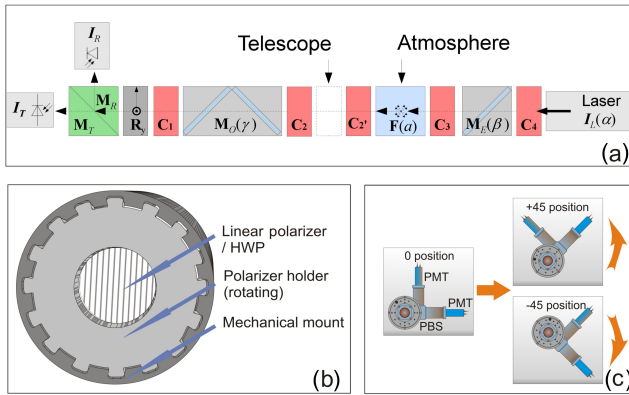 I_R
Telescope
Atmosphere
I_T
M_R
M_T
R_y
C_1
M_O(γ)
C_2
C_2'
F(a)
C_3
M_E(β)
C_4
Laser
I_L(α)
(a)
Linear polarizer
/ HWP
Polarizer holder
(rotating)
Mechanical mount
(b)
0 position
PMT
PMT
PBS
+45 position
-45 position
(c)